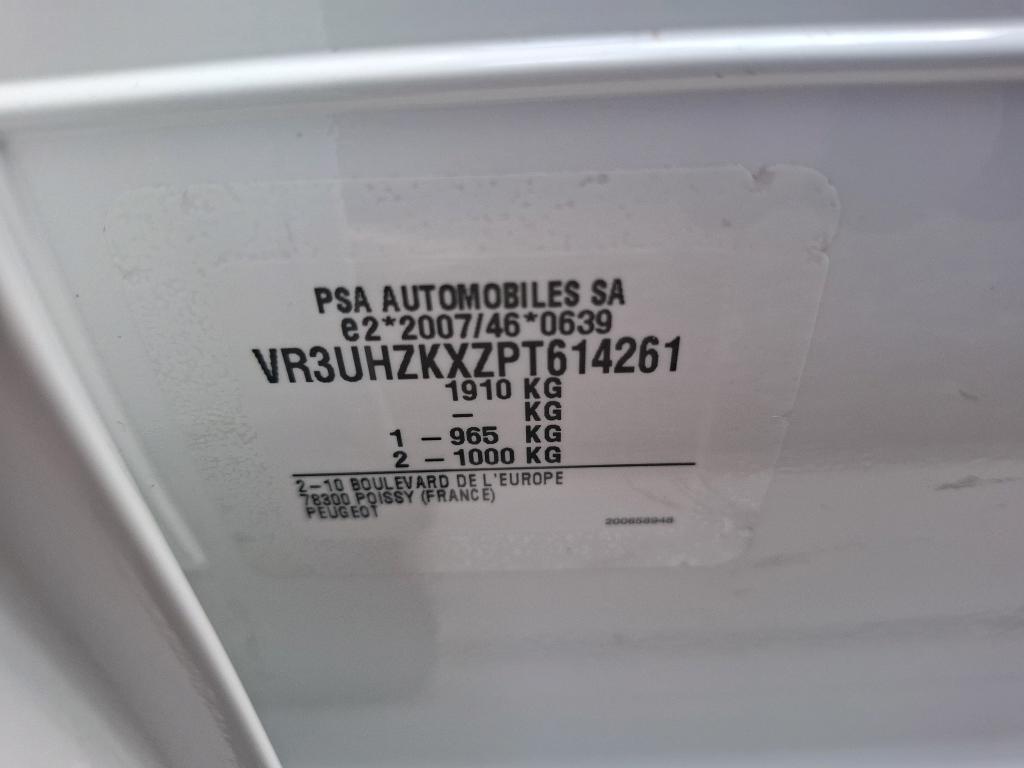 PSA AUTOMOBILES SA
e2*2007/46*0639
VR3UHZKXZPT614261
1910 KG
– KG
1 – 965 KG
2 – 1000 KG
2–10 BOULEVARD DE L'EUROPE
78300 POISSY (FRANCE)
PEUGEOT
200658948